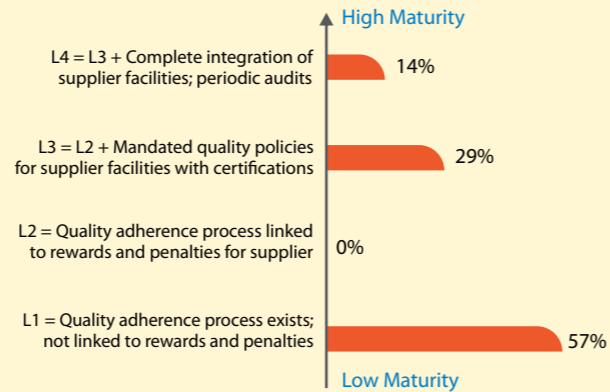 High Maturity
L4 = L3 + Complete integration of
supplier facilities; periodic audits
14%
L3 = L2 + Mandated quality policies
for supplier facilities with certifications
29%
L2 = Quality adherence process linked
to rewards and penalties for supplier
0%
L1 = Quality adherence process exists;
not linked to rewards and penalties
57%
Low Maturity